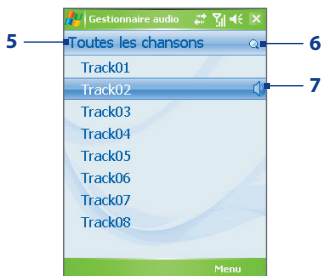 Gestionnaire audio
5 Toutes les chansons 6
Track01
Track02 7
Track03
Track04
Track05
Track06
Track07
Track08
Menu